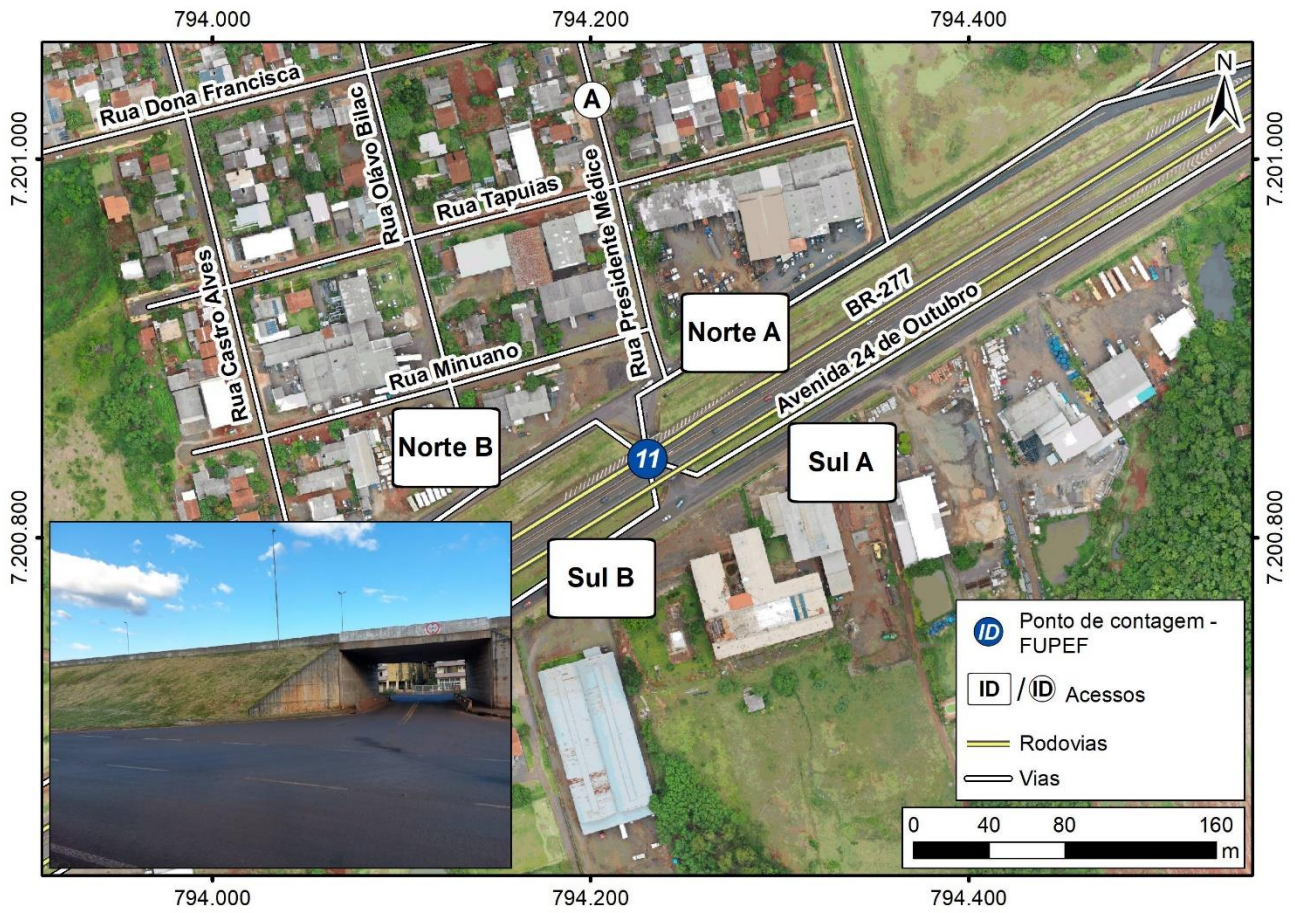 794.000
794.200
794.400
N
A
Rua Dona Francisca
Rua Olávo Bilac
7.201.000
7.201.000
Rua Tapuias
Rua Presidente Médice
Rua Castro Alves
BR-277
Norte A
Avenida 24 de Outubro
Rua Minuano
Norte B
11
Sul A
7.200.800
7.200.800
Sul B
ID
Ponto de contagem -
FUPEF
ID / ID Acessos
Rodovias
Vias
0 40 80 160
m
794.000
794.200
794.400